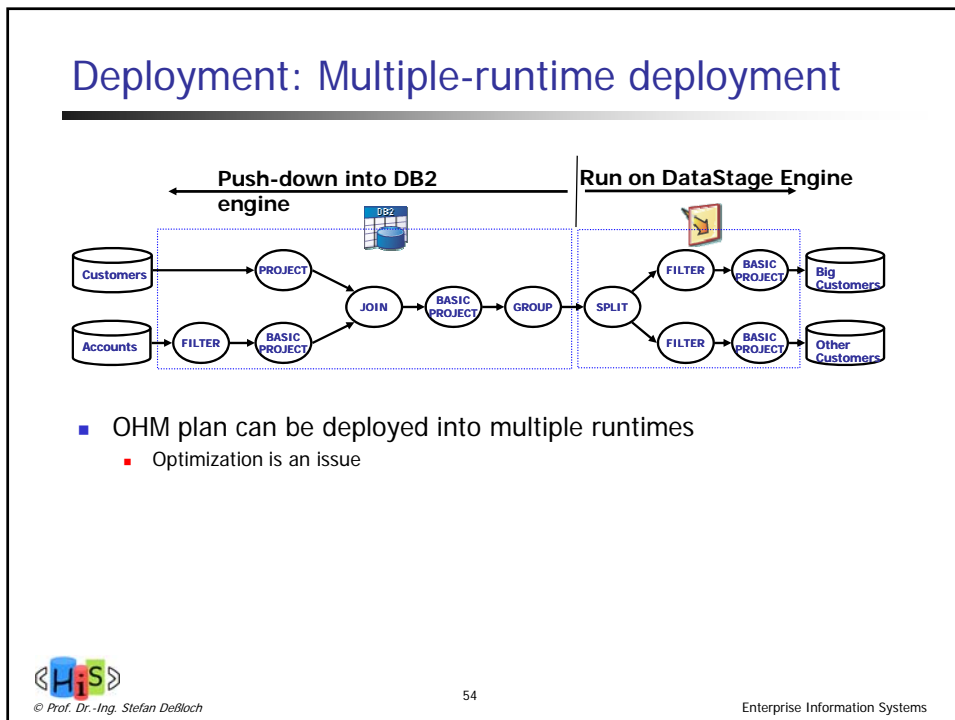 Deployment: Multiple-runtime deployment
Push-down into DB2
engine
Run on DataStage Engine
DB2
Customers
PROJECT
FILTER
BASIC
PROJECT
Big
Customers
JOIN
BASIC
PROJECT
GROUP
SPLIT
Accounts
FILTER
BASIC
PROJECT
FILTER
BASIC
PROJECT
Other
Customers
OHM plan can be deployed into multiple runtimes
Optimization is an issue
<HiS>
© Prof. Dr.-Ing. Stefan Deßloch
54
Enterprise Information Systems